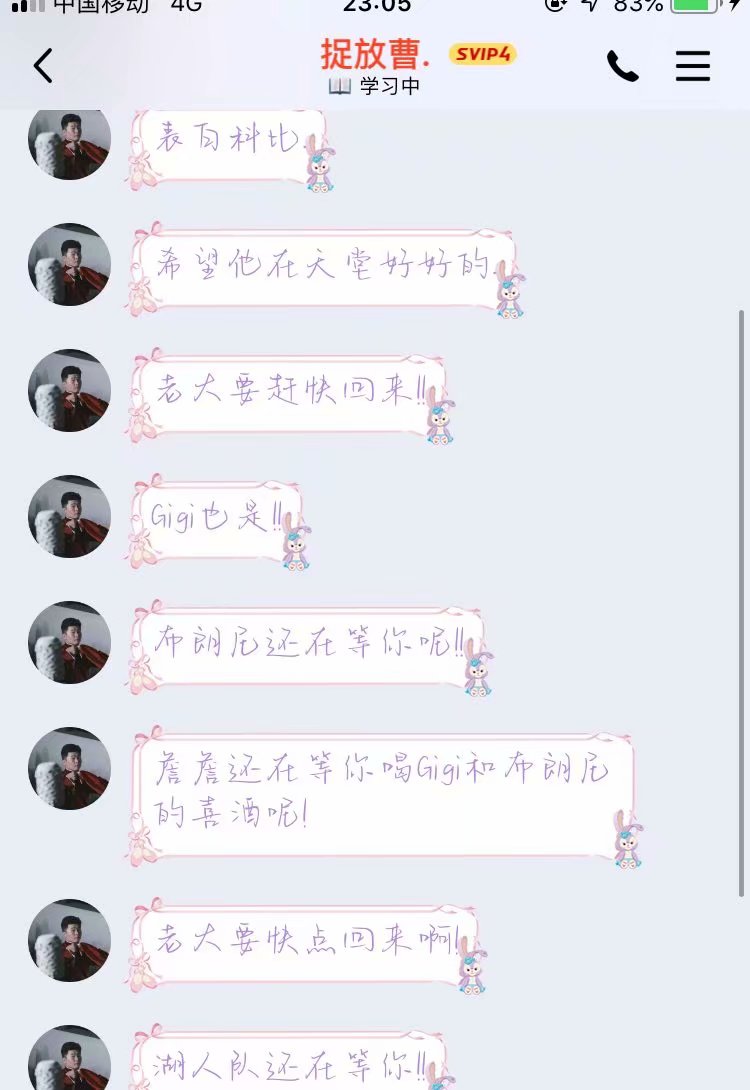 中国移动 4G 23:05 83%
捉放曹. SVIP4
学习中
表白科比.
希望他在天堂好好的.
老大要赶快回来!!
Gigi也是!!
布朗尼还在等你呢!!
詹詹还在等你喝Gigi和布朗尼
的喜酒呢!
老大要快点回来啊!
湖人队还在等你!!